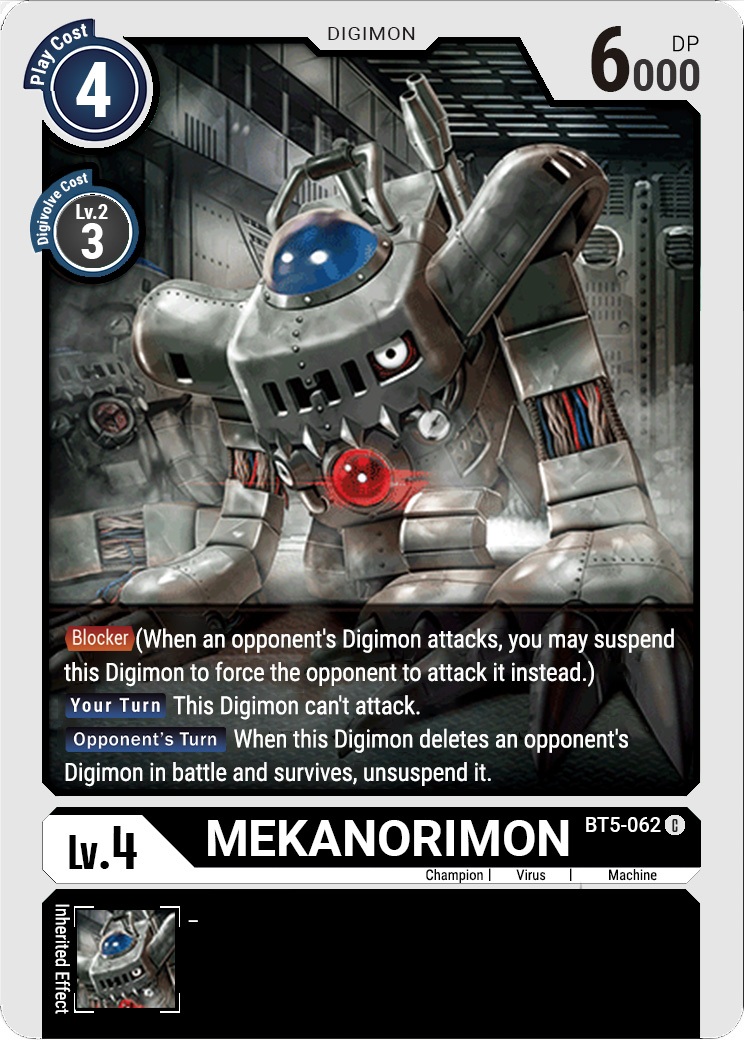 DIGIMON
Play Cost
4
DP
6000
Digivolve Cost
Lv.2
3
Blocker (When an opponent's Digimon attacks, you may suspend
this Digimon to force the opponent to attack it instead.)
Your Turn This Digimon can't attack.
Opponent's Turn When this Digimon deletes an opponent's
Digimon in battle and survives, unsuspend it.
Lv.4
MEKANORIMON
BT5-062 C
Champion | Virus | Machine
Inherited Effect
–